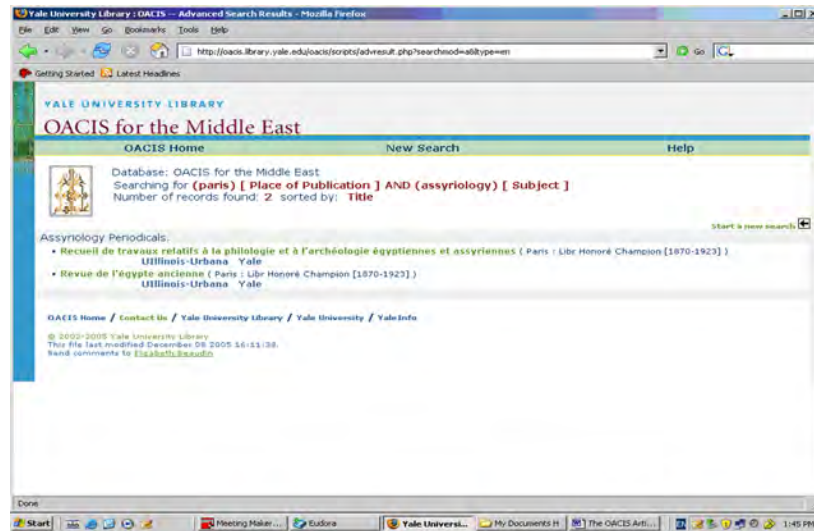 Yale University Library : OACIS -- Advanced Search Results - Mozilla Firefox
File Edit View Go Bookmarks Tools Help
http://oacis.library.yale.edu/oacis/scripts/advresult.php?searchmod=a&ltype=en Go
Getting Started Latest Headlines
YALE UNIVERSITY LIBRARY
OACIS for the Middle East
OACIS Home New Search Help
Database: OACIS for the Middle East
Searching for (paris) [ Place of Publication ] AND (assyriology) [ Subject ]
Number of records found: 2 sorted by: Title
Start a new search
Assyriology Periodicals.
• Recueil de travaux relatifs à la philologie et à l'archéologie égyptiennes et assyriennes ( Paris : Libr Honoré Champion [1870-1923] )
UIllinois-Urbana Yale
• Revue de l'égypte ancienne ( Paris : Libr Honoré Champion [1870-1923] )
UIllinois-Urbana Yale
OACIS Home / Contact Us / Yale University Library / Yale University / Yale Info
© 2002-2005 Yale University Library
This file last modified December 08 2005 16:11:38.
Send comments to Elizabeth Beaudin
Done
Start Meeting Maker... Eudora Yale Universi... My Documents H The OACIS Arti... 1:45 PM